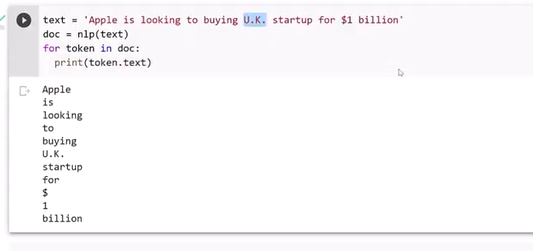 text = 'Apple is looking to buying U.K. startup for $1 billion'
doc = nlp(text)
for token in doc:
  print(token.text)
Apple
is
looking
to
buying
U.K.
startup
for
$
1
billion